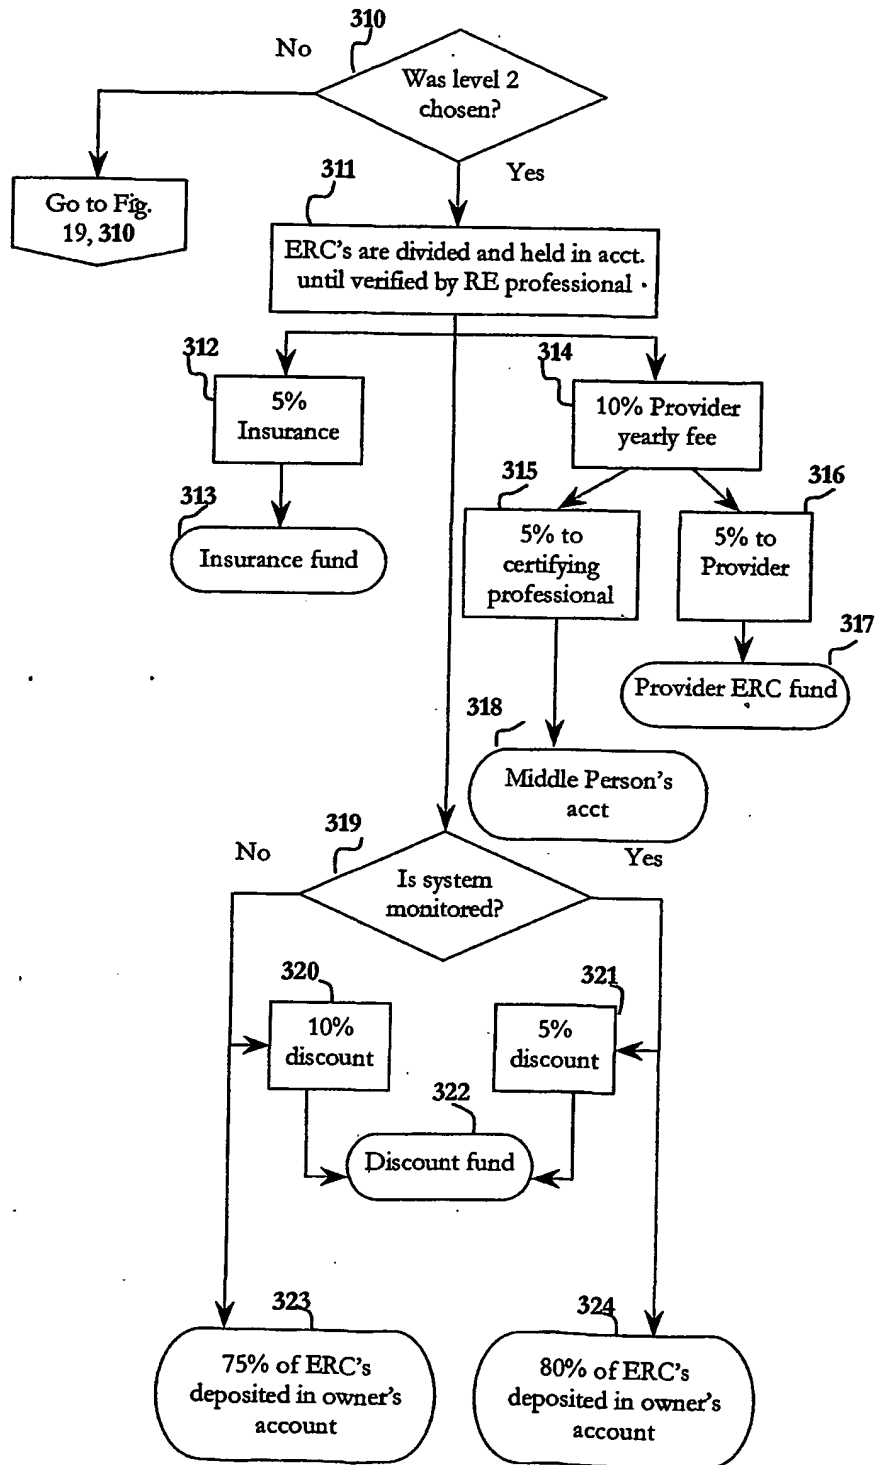 310
No
Was level 2
chosen?
Yes
Go to Fig.
19, 310
311
ERC's are divided and held in acct.
until verified by RE professional
312
5%
Insurance
313
Insurance fund
314
10% Provider
yearly fee
315
5% to
certifying
professional
316
5% to
Provider
317
Provider ERC fund
318
Middle Person's
acct
319
No
Yes
Is system
monitored?
320
10%
discount
321
5%
discount
322
Discount fund
323
75% of ERC's
deposited in owner's
account
324
80% of ERC's
deposited in owner's
account